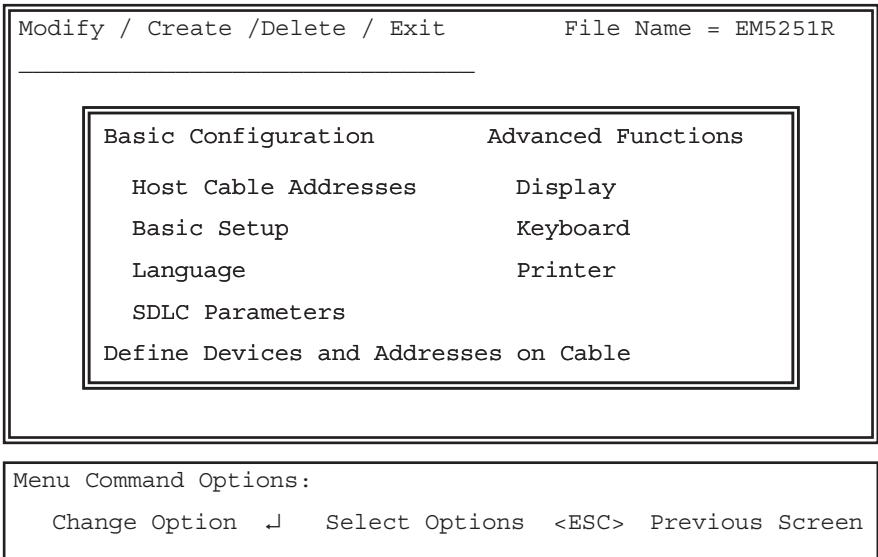 Modify / Create /Delete / Exit File Name = EM5251R
Basic Configuration Advanced Functions
Host Cable Addresses Display
Basic Setup Keyboard
Language Printer
SDLC Parameters
Define Devices and Addresses on Cable
Menu Command Options:
Change Option ↵ Select Options <ESC> Previous Screen